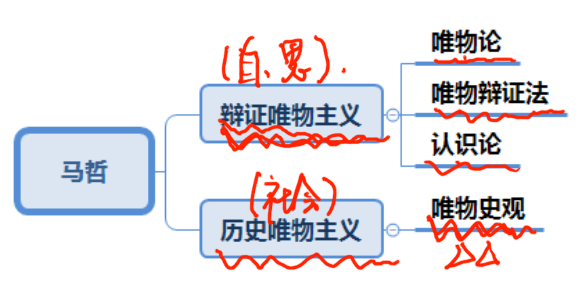 唯物论
(自、思).
辩证唯物主义
唯物辩证法
认识论
马哲
(社会)
历史唯物主义
唯物史观